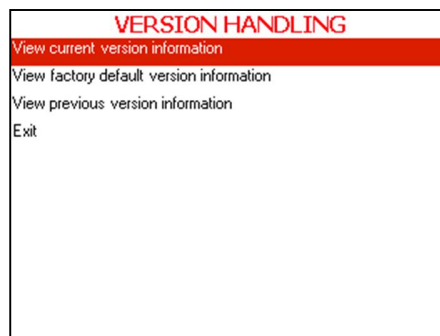 VERSION HANDLING
View current version information
View factory default version information
View previous version information
Exit